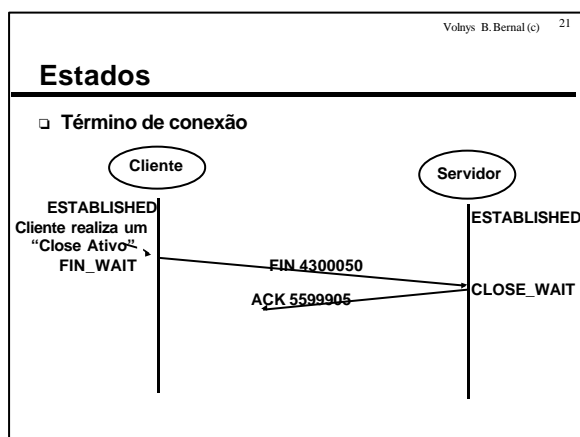 Volnys B. Bernal (c) 21
Estados
❑ Término de conexão
Cliente
Servidor
ESTABLISHED
ESTABLISHED
Cliente realiza um
“Close Ativo”
FIN_WAIT
FIN 4300050
CLOSE_WAIT
ACK 5599905